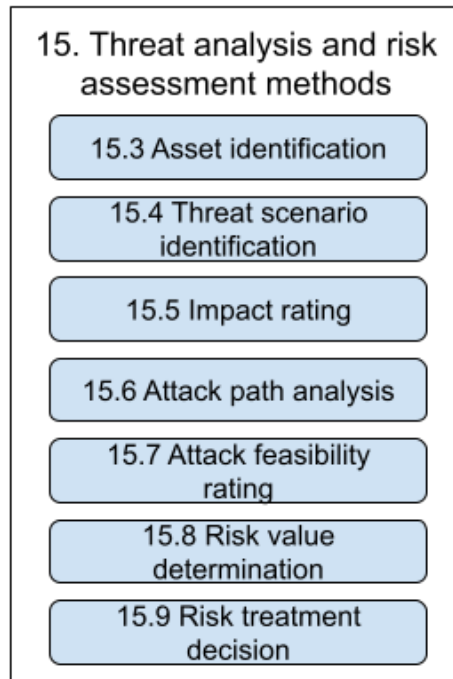 15. Threat analysis and risk
assessment methods
15.3 Asset identification
15.4 Threat scenario
identification
15.5 Impact rating
15.6 Attack path analysis
15.7 Attack feasibility
rating
15.8 Risk value
determination
15.9 Risk treatment
decision